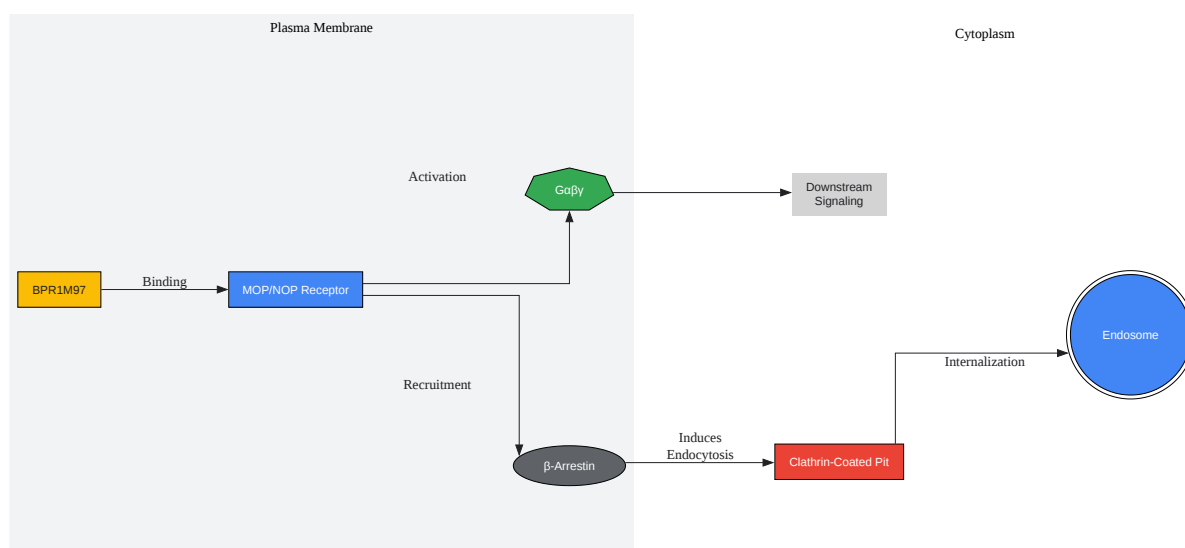 Plasma Membrane
Cytoplasm
Activation
Gαβγ
Downstream
Signaling
BPR1M97
Binding
MOP/NOP Receptor
Endosome
Internalization
Recruitment
Induces
Endocytosis
β-Arrestin
Clathrin-Coated Pit